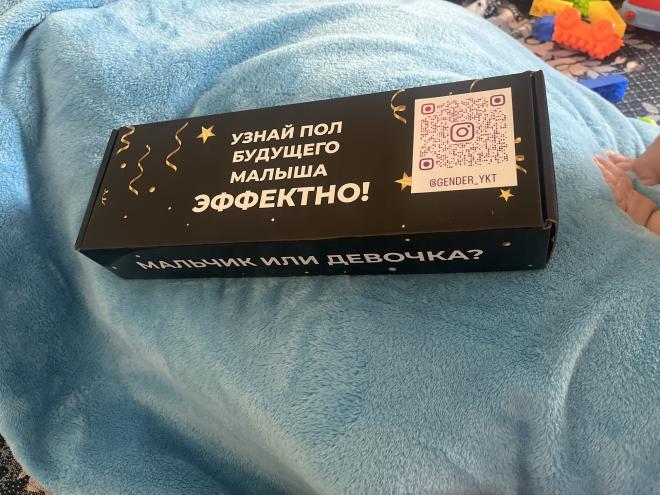 УЗНАЙ ПОЛ
БУДУЩЕГО
МАЛЫША
ЭФФЕКТНО!
@GENDER_YKT
МАЛЬЧИК ИЛИ ДЕВОЧКА?